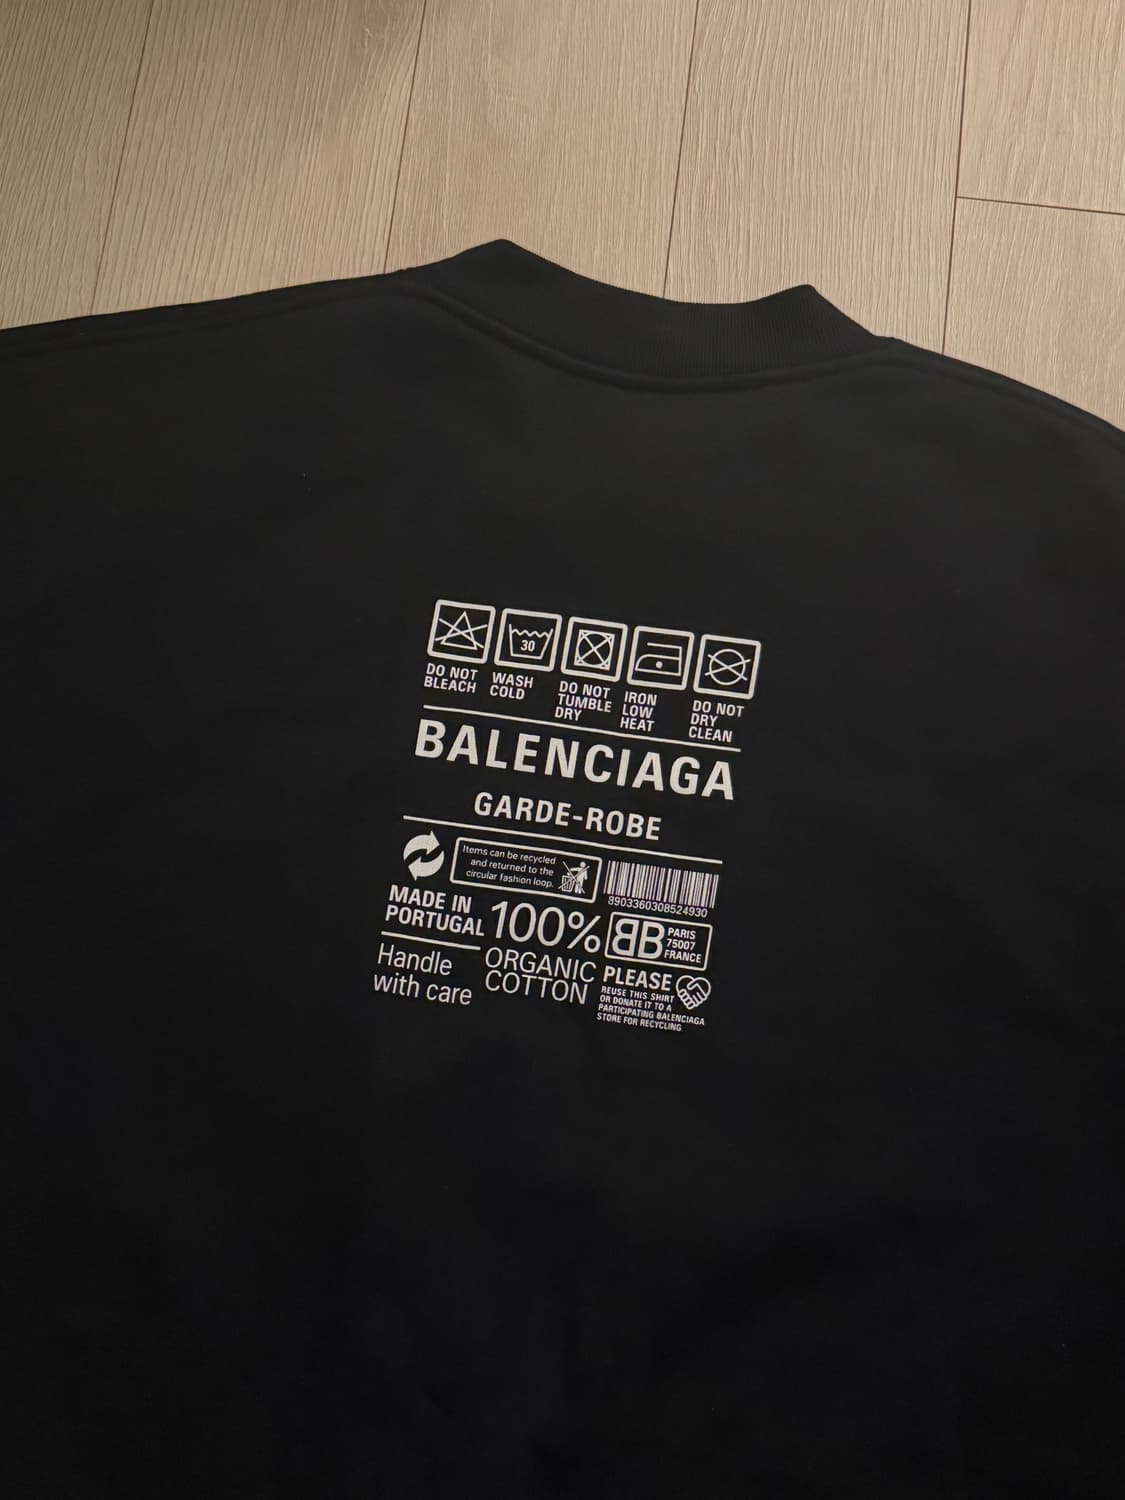 30
DO NOT
BLEACH
WASH
COLD
DO NOT
TUMBLE
DRY
IRON
LOW
HEAT
DO NOT
DRY
CLEAN
BALENCIAGA
GARDE-ROBE
Items can be recycled
and returned to the
circular fashion loop.
8903360308524930
MADE IN
PORTUGAL
100%
ORGANIC
COTTON
BB
PARIS
75007
FRANCE
Handle
with care
PLEASE
REUSE THIS SHIRT
OR DONATE IT TO A
PARTICIPATING BALENCIAGA
STORE FOR RECYCLING